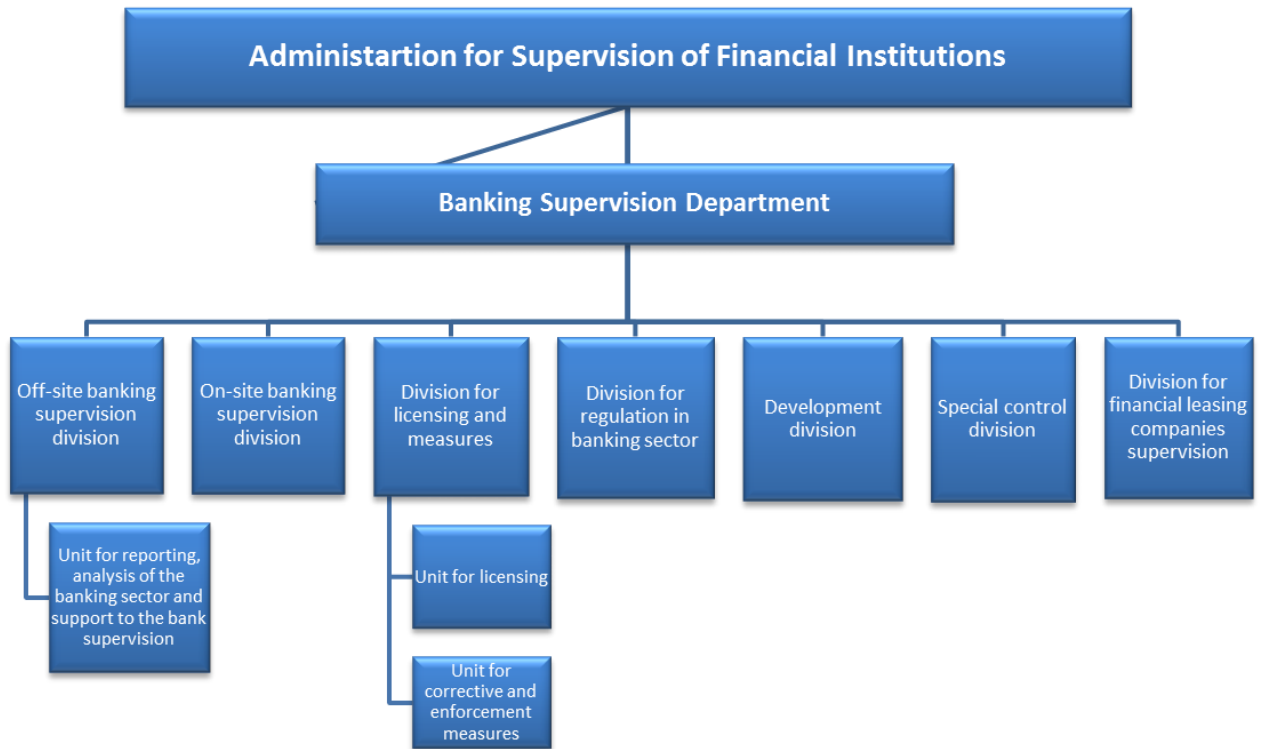 Administartion for Supervision of Financial Institutions
Banking Supervision Department
Off-site banking
supervision
division
On-site banking
supervision
division
Division for
licensing and
measures
Division for
regulation in
banking sector
Development
division
Special control
division
Division for
financial leasing
companies
supervision
Unit for reporting,
analysis of the
banking sector and
support to the bank
supervision
Unit for licensing
Unit for
corrective and
enforcement
measures